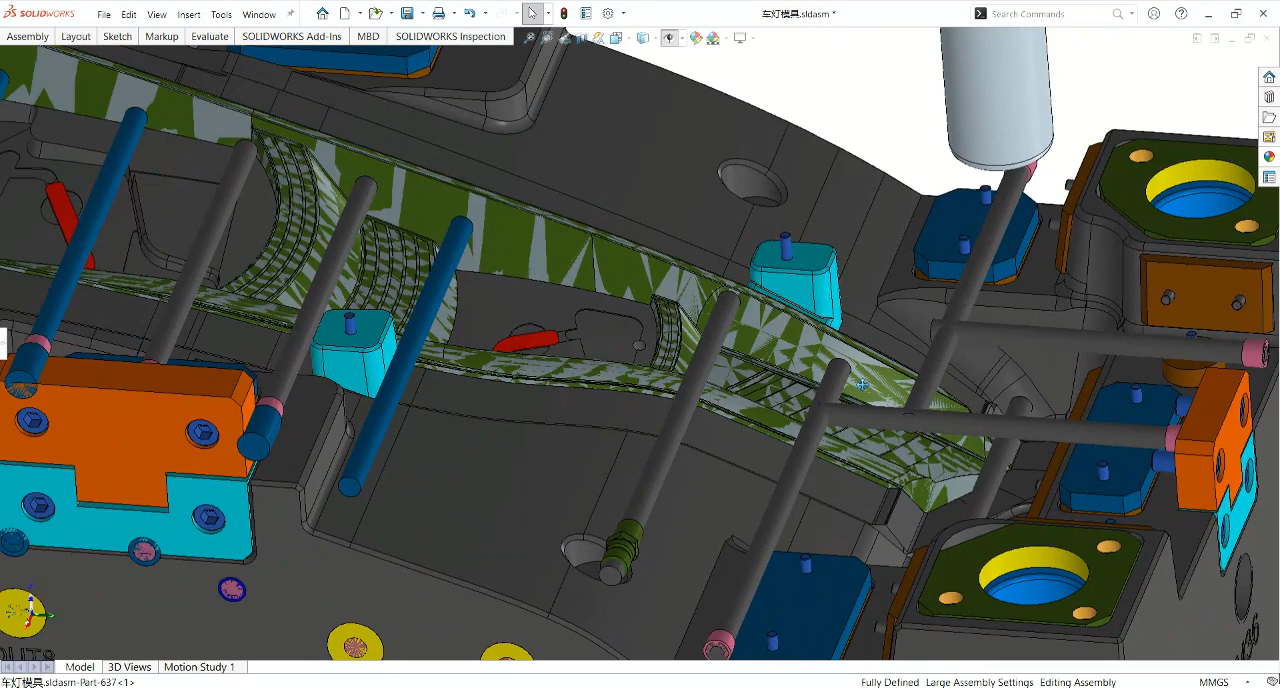 SOLIDWORKS File Edit View Insert Tools Window 车灯模具.sldasm * Search Commands
Assembly Layout Sketch Markup Evaluate SOLIDWORKS Add-Ins MBD SOLIDWORKS Inspection
Model 3D Views Motion Study 1
车灯模具.sldasm-Part-637<1> Fully Defined Large Assembly Settings Editing Assembly MMGS